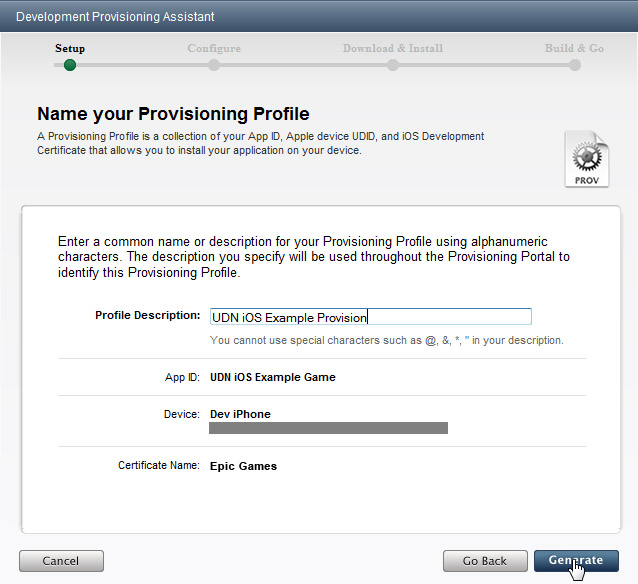 Development Provisioning Assistant
Setup Configure Download & Install Build & Go
Name your Provisioning Profile
A Provisioning Profile is a collection of your App ID, Apple device UDID, and iOS Development
Certificate that allows you to install your application on your device.
PROV
Enter a common name or description for your Provisioning Profile using alphanumeric
characters. The description you specify will be used throughout the Provisioning Portal to
identify this Provisioning Profile.
Profile Description: UDN iOS Example Provision
You cannot use special characters such as @, &, *, " in your description.
App ID: UDN iOS Example Game
Device: Dev iPhone
Certificate Name: Epic Games
Cancel Go Back Generate